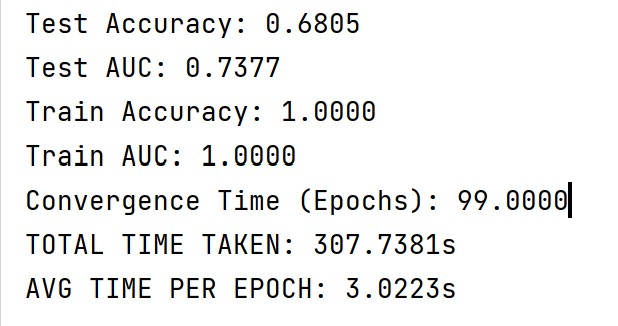 Test Accuracy: 0.6805
Test AUC: 0.7377
Train Accuracy: 1.0000
Train AUC: 1.0000
Convergence Time (Epochs): 99.0000
TOTAL TIME TAKEN: 307.7381s
AVG TIME PER EPOCH: 3.0223s